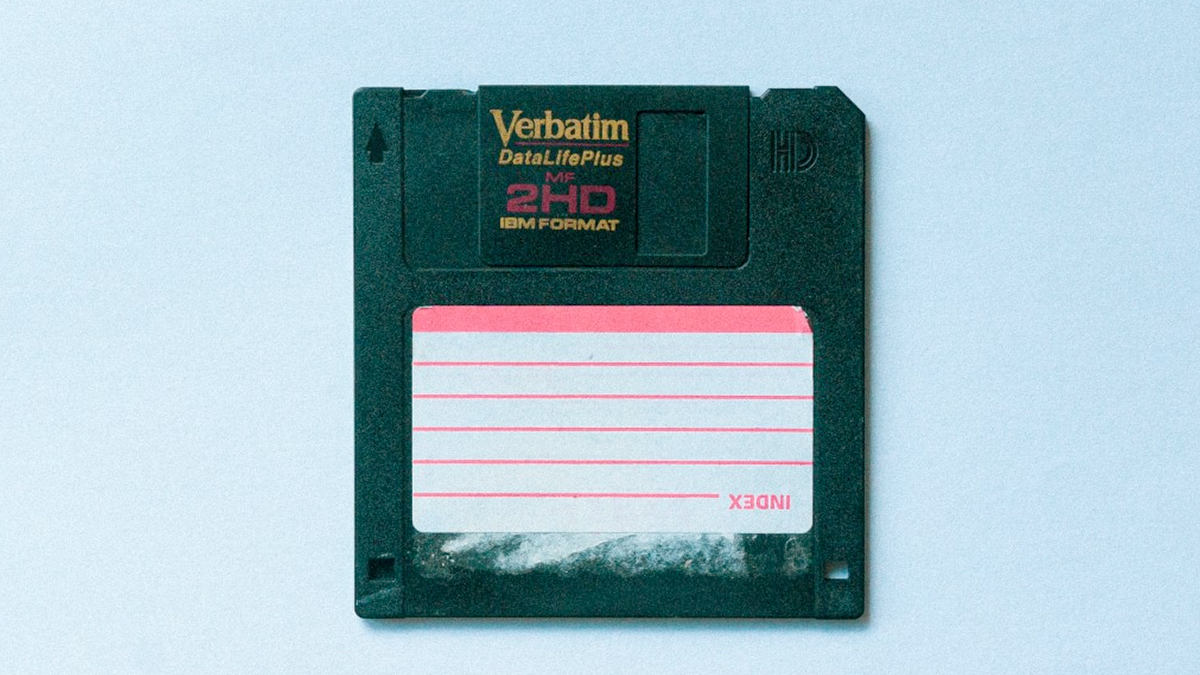 Verbatim
DataLifePlus
MF
2HD
IBM FORMAT
HD
INDEX